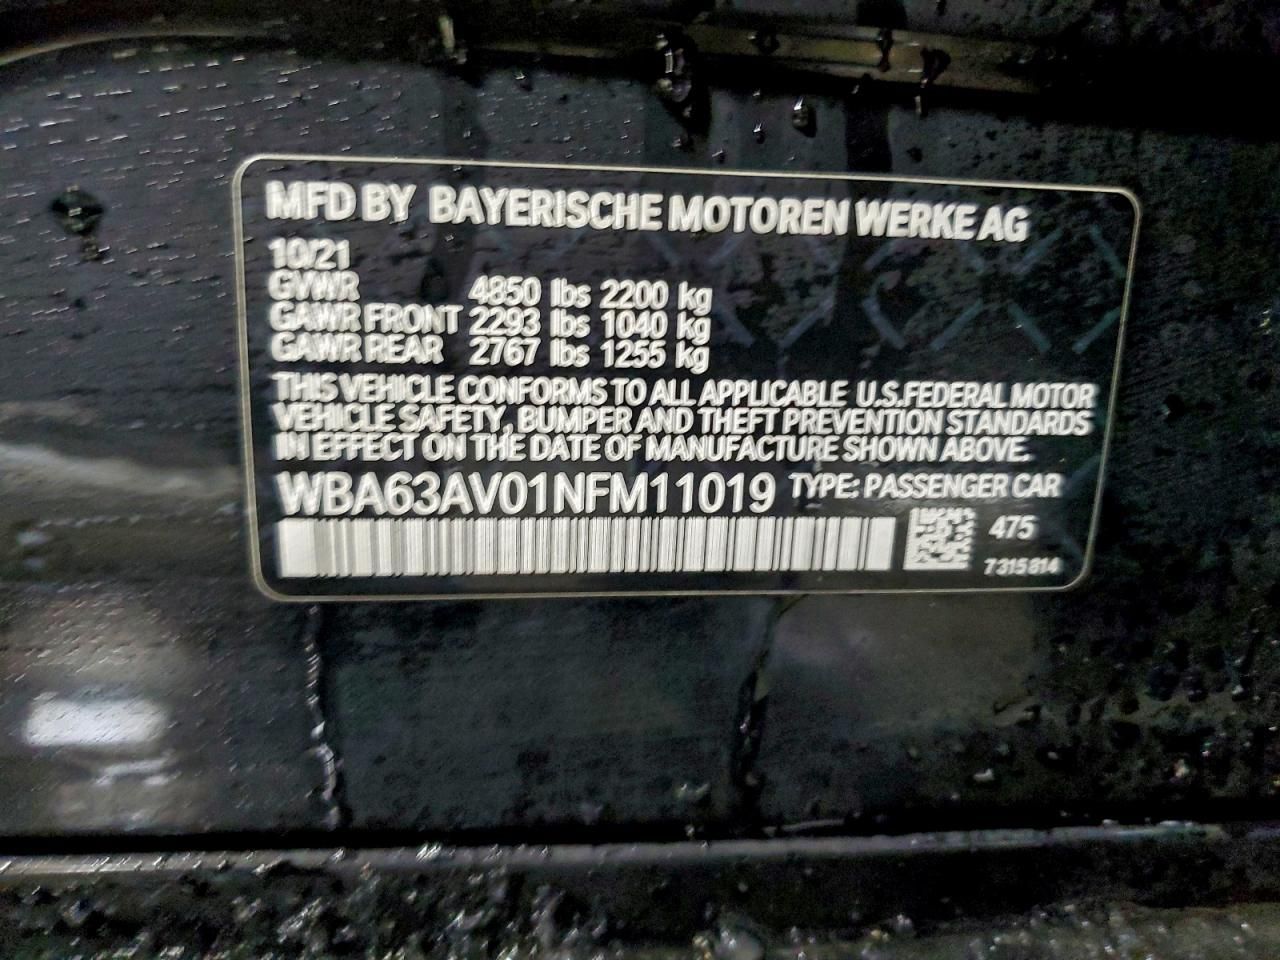 MFD BY BAYERISCHE MOTOREN WERKE AG
10/21
GVWR 4850 lbs 2200 kg
GAWR FRONT 2293 lbs 1040 kg
GAWR REAR 2767 lbs 1255 kg
THIS VEHICLE CONFORMS TO ALL APPLICABLE U.S.FEDERAL MOTOR
VEHICLE SAFETY, BUMPER AND THEFT PREVENTION STANDARDS
IN EFFECT ON THE DATE OF MANUFACTURE SHOWN ABOVE.
WBA63AV01NFM11019 TYPE: PASSENGER CAR
475
7315814